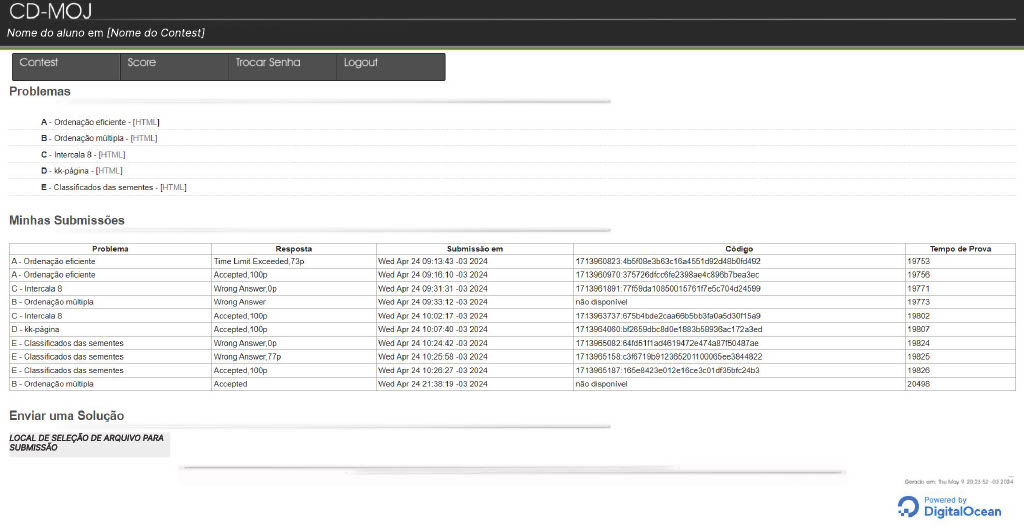 CD-MOJ
Nome do aluno em [Nome do Contest]
Contest Score Trocar Senha Logout
Problemas
A - Ordenação eficiente - [HTML]
B - Ordenação múltipla - [HTML]
C - Intercala 8 - [HTML]
D - kk-página - [HTML]
E - Classificados das sementes - [HTML]
Minhas Submissões
Problema Resposta Submissão em Código Tempo de Prova
A - Ordenação eficiente Time Limit Exceeded,73p Wed Apr 24 09:13:43 -03 2024 1713960823:4b5f08e3b63c16a4551d92d48b0fd492 19753
A - Ordenação eficiente Accepted,100p Wed Apr 24 09:16:10 -03 2024 1713960970:375726dfcc6fe2398ae4c896b7bea3ec 19756
C - Intercala 8 Wrong Answer,0p Wed Apr 24 09:31:31 -03 2024 1713961891:77f59da10850015761f7e5c704d24599 19771
B - Ordenação múltipla Wrong Answer Wed Apr 24 09:33:12 -03 2024 não disponível 19773
C - Intercala 8 Accepted,100p Wed Apr 24 10:02:17 -03 2024 1713963737:675b4bde2caa66b5bb3fa0a5d30f15a9 19802
D - kk-página Accepted,100p Wed Apr 24 10:07:40 -03 2024 1713964060:bf2659dbc8d0e1883b58936ac172a3ed 19807
E - Classificados das sementes Wrong Answer,0p Wed Apr 24 10:24:42 -03 2024 1713965082:64fd51f1ad4619472e474a87f50487ae 19824
E - Classificados das sementes Wrong Answer,77p Wed Apr 24 10:25:58 -03 2024 1713965158:c3f6719b912365201100065ee3844822 19825
E - Classificados das sementes Accepted,100p Wed Apr 24 10:26:27 -03 2024 1713965187:165e8423e012e16ce3c01df35bfc24b3 19826
B - Ordenação múltipla Accepted Wed Apr 24 21:38:19 -03 2024 não disponível 20498
Enviar uma Solução
LOCAL DE SELEÇÃO DE ARQUIVO PARA
SUBMISSÃO
Gerado em: Thu May 9 20:23:52 -03 2024
Powered by
DigitalOcean